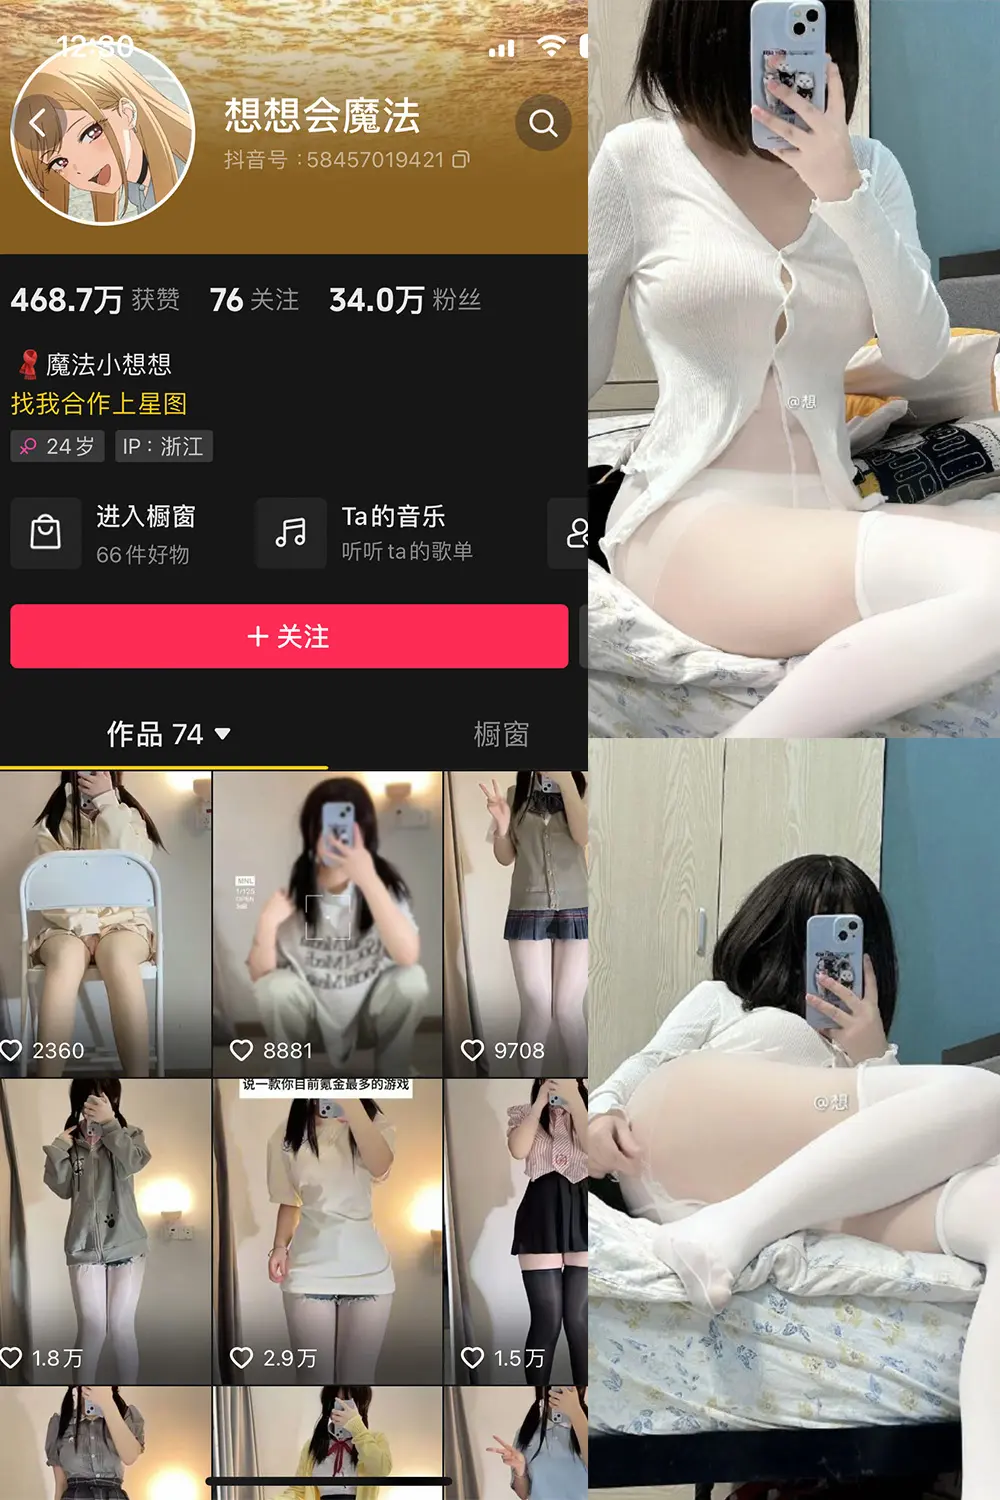 12:30
想想会魔法
抖音号：58457019421
468.7万 获赞 76 关注 34.0万 粉丝
魔法小想想
找我合作上星图
24岁 IP：浙江
进入橱窗
66件好物
Ta的音乐
听听ta的歌单
＋关注
作品 74 ▼ 橱窗
MNL
2360
8881
9708
说一款你目前氪金最多的游戏
1.8万
2.9万
1.5万
@想
@想